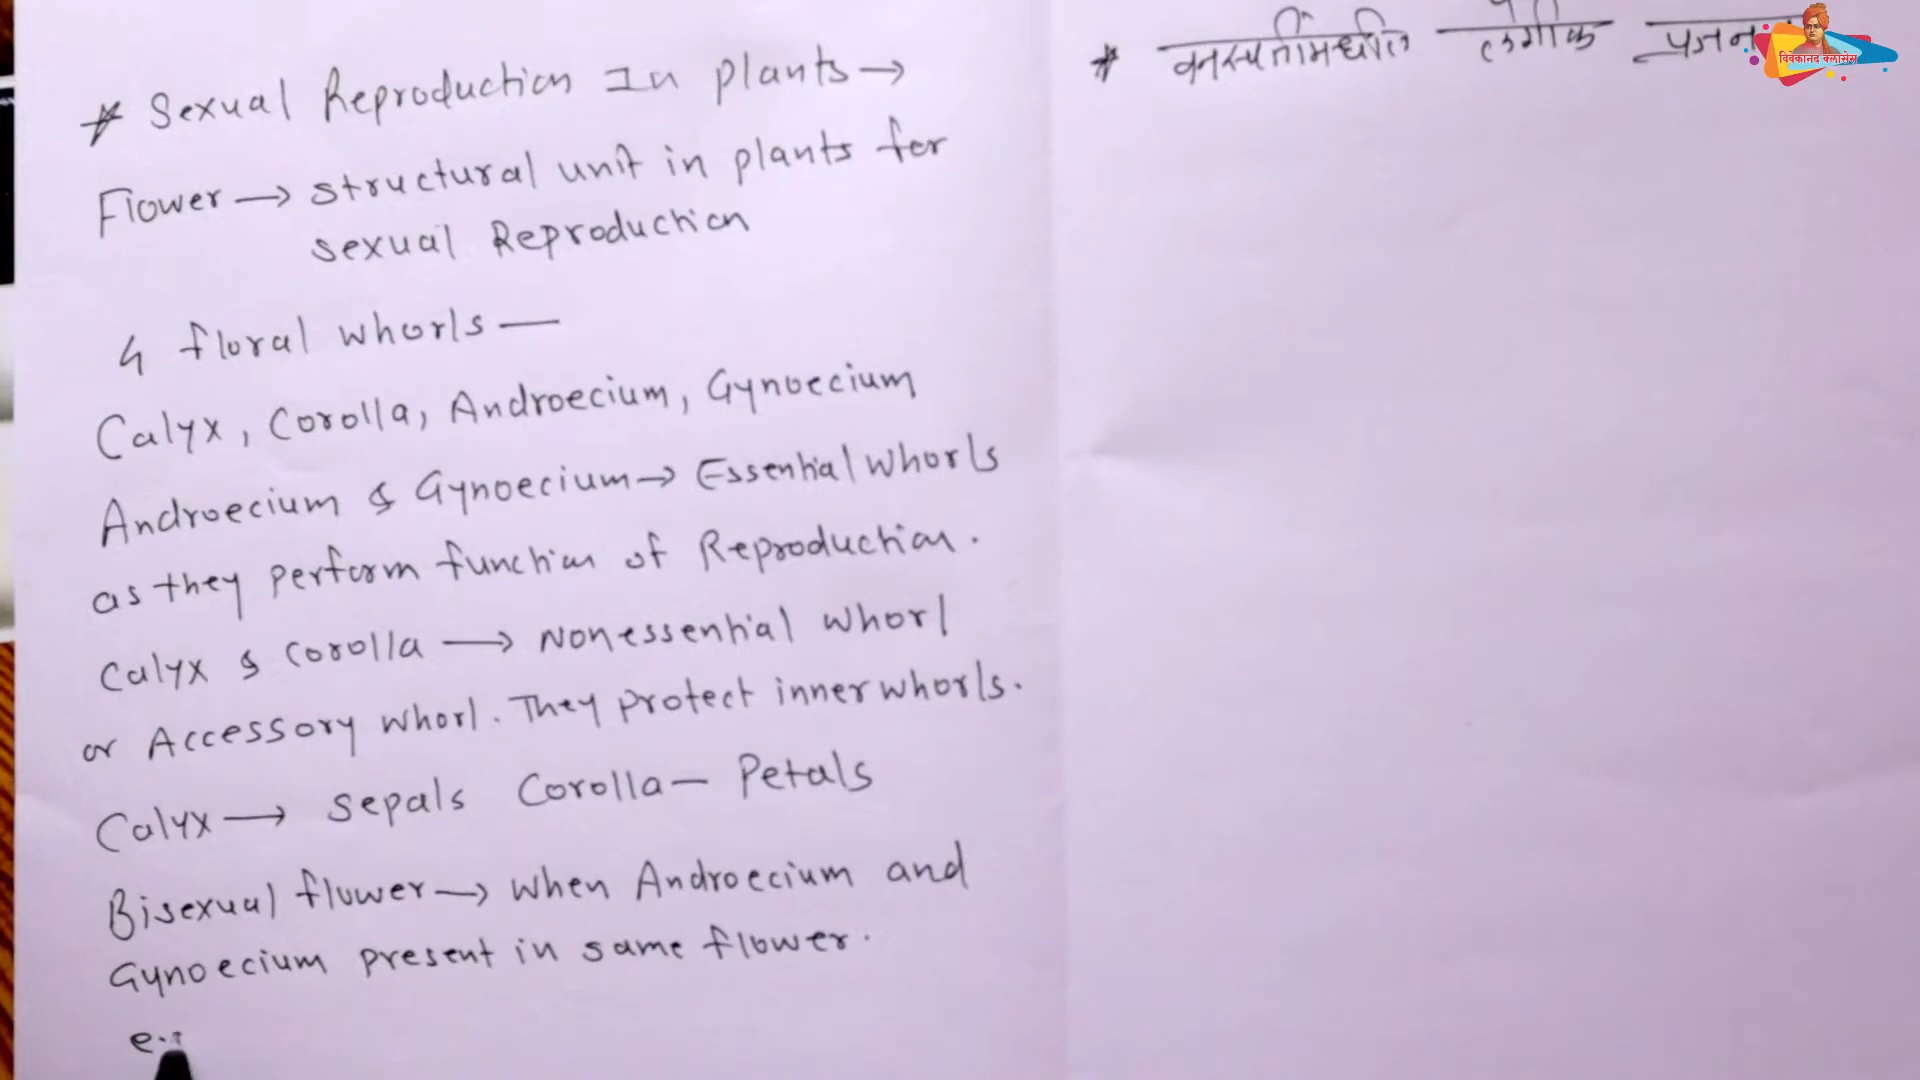 * Sexual Reproduction In plants →
Flower → structural unit in plants for
sexual Reproduction
4 floral whorls —
Calyx, Corolla, Androecium, Gynoecium
Androecium & Gynoecium → Essential Whorls
as they perform function of Reproduction.
Calyx & Corolla → Nonessential Whorl
or Accessory Whorl. They protect inner whorls.
Calyx → sepals Corolla — Petals
Bisexual flower → When Androecium and
Gynoecium present in same flower.
e.
* वनस्पतींमधील लैंगीक प्रजनन
विवेकानंद क्लासेस